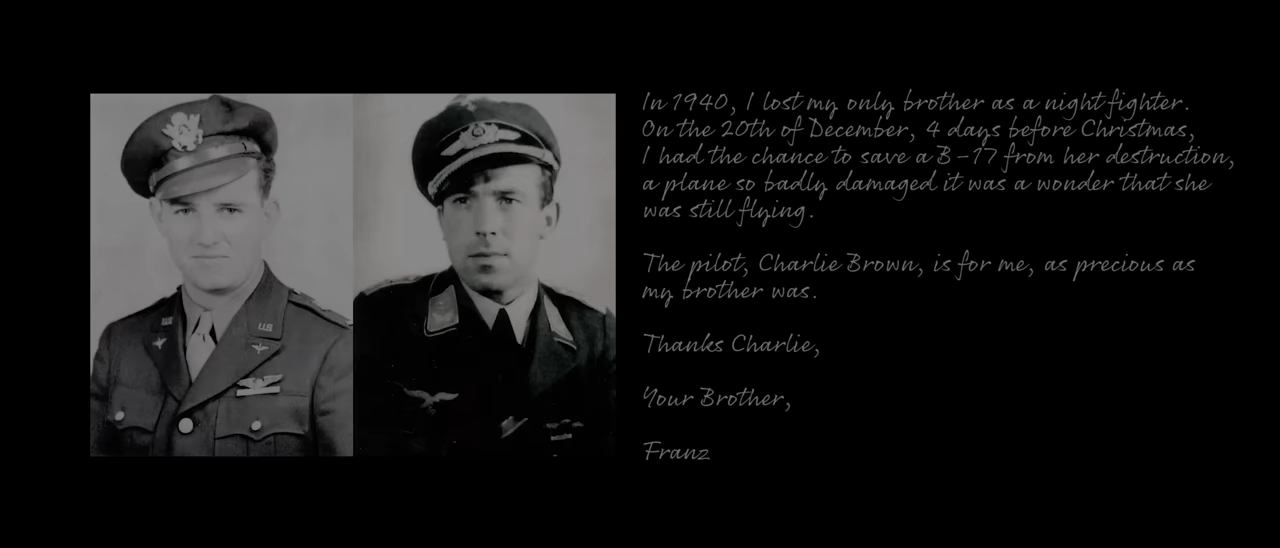 In 1940, I lost my only brother as a night fighter.
On the 20th of December, 4 days before Christmas,
I had the chance to save a B-17 from her destruction,
a plane so badly damaged it was a wonder that she
was still flying.
The pilot, Charlie Brown, is for me, as precious as
my brother was.
Thanks Charlie,
Your Brother,
Franz